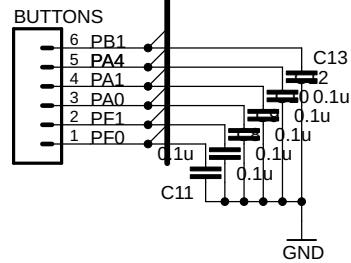 BUTTONS
6 PB1
5 PA4
4 PA1
3 PA0
2 PF1
1 PF0
C13
0.1u
0.1u
0.1u
0.1u
0.1u
0.1u
C11
GND